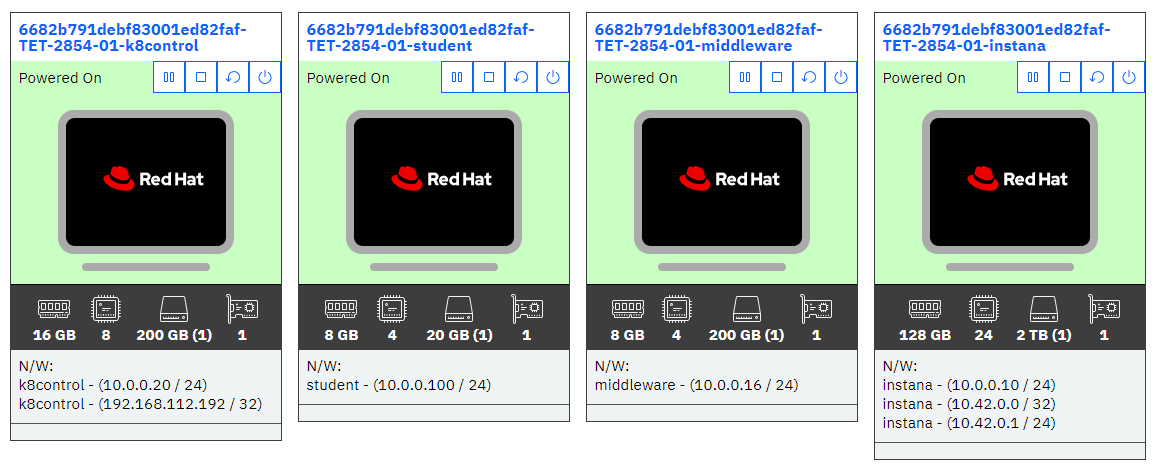 6682b791debf83001ed82faf-
TET-2854-01-k8control
Powered On
Red Hat
16 GB 8 200 GB (1) 1
N/W:
k8control - (10.0.0.20 / 24)
k8control - (192.168.112.192 / 32)
6682b791debf83001ed82faf-
TET-2854-01-student
Powered On
Red Hat
8 GB 4 20 GB (1) 1
N/W:
student - (10.0.0.100 / 24)
6682b791debf83001ed82faf-
TET-2854-01-middleware
Powered On
Red Hat
8 GB 4 200 GB (1) 1
N/W:
middleware - (10.0.0.16 / 24)
6682b791debf83001ed82faf-
TET-2854-01-instana
Powered On
Red Hat
128 GB 24 2 TB (1) 1
N/W:
instana - (10.0.0.10 / 24)
instana - (10.42.0.0 / 32)
instana - (10.42.0.1 / 24)